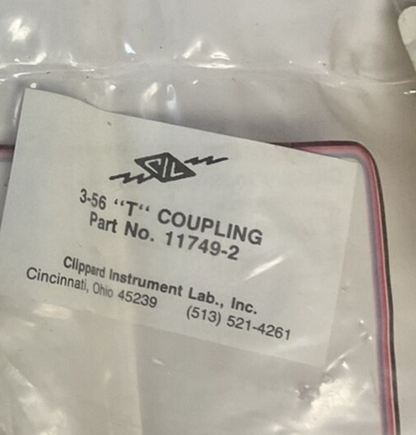 C/L
3-56 "T" COUPLING
Part No. 11749-2
Clippard Instrument Lab., Inc.
Cincinnati, Ohio 45239 (513) 521-4261